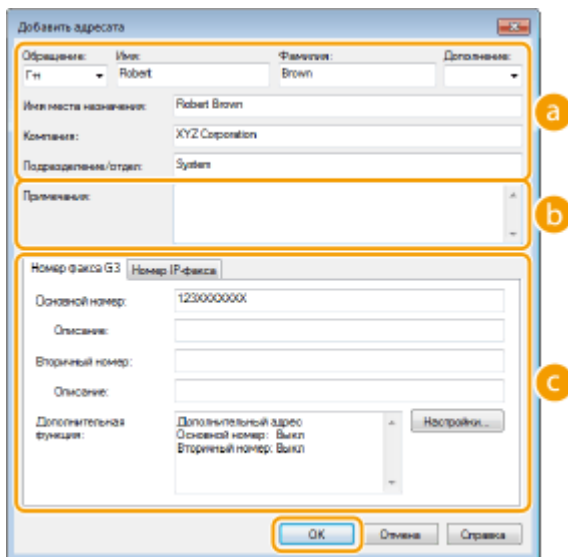 Добавить адресата
Обращение: Имя: Фамилия: Дополнение:
Г-н Robert Brown
Имя места назначения: Robert Brown
Компания: XYZ Corporation
Подразделение/отдел: System
a
Примечания:
b
Номер факса G3 Номер IP-факса
Основной номер: 123XXXXXXX
Описание:
Вторичный номер:
Описание:
c
Дополнительная функция: Дополнительный адрес Настройки...
Основной номер: Выкл
Вторичный номер: Выкл
OK Отмена Справка